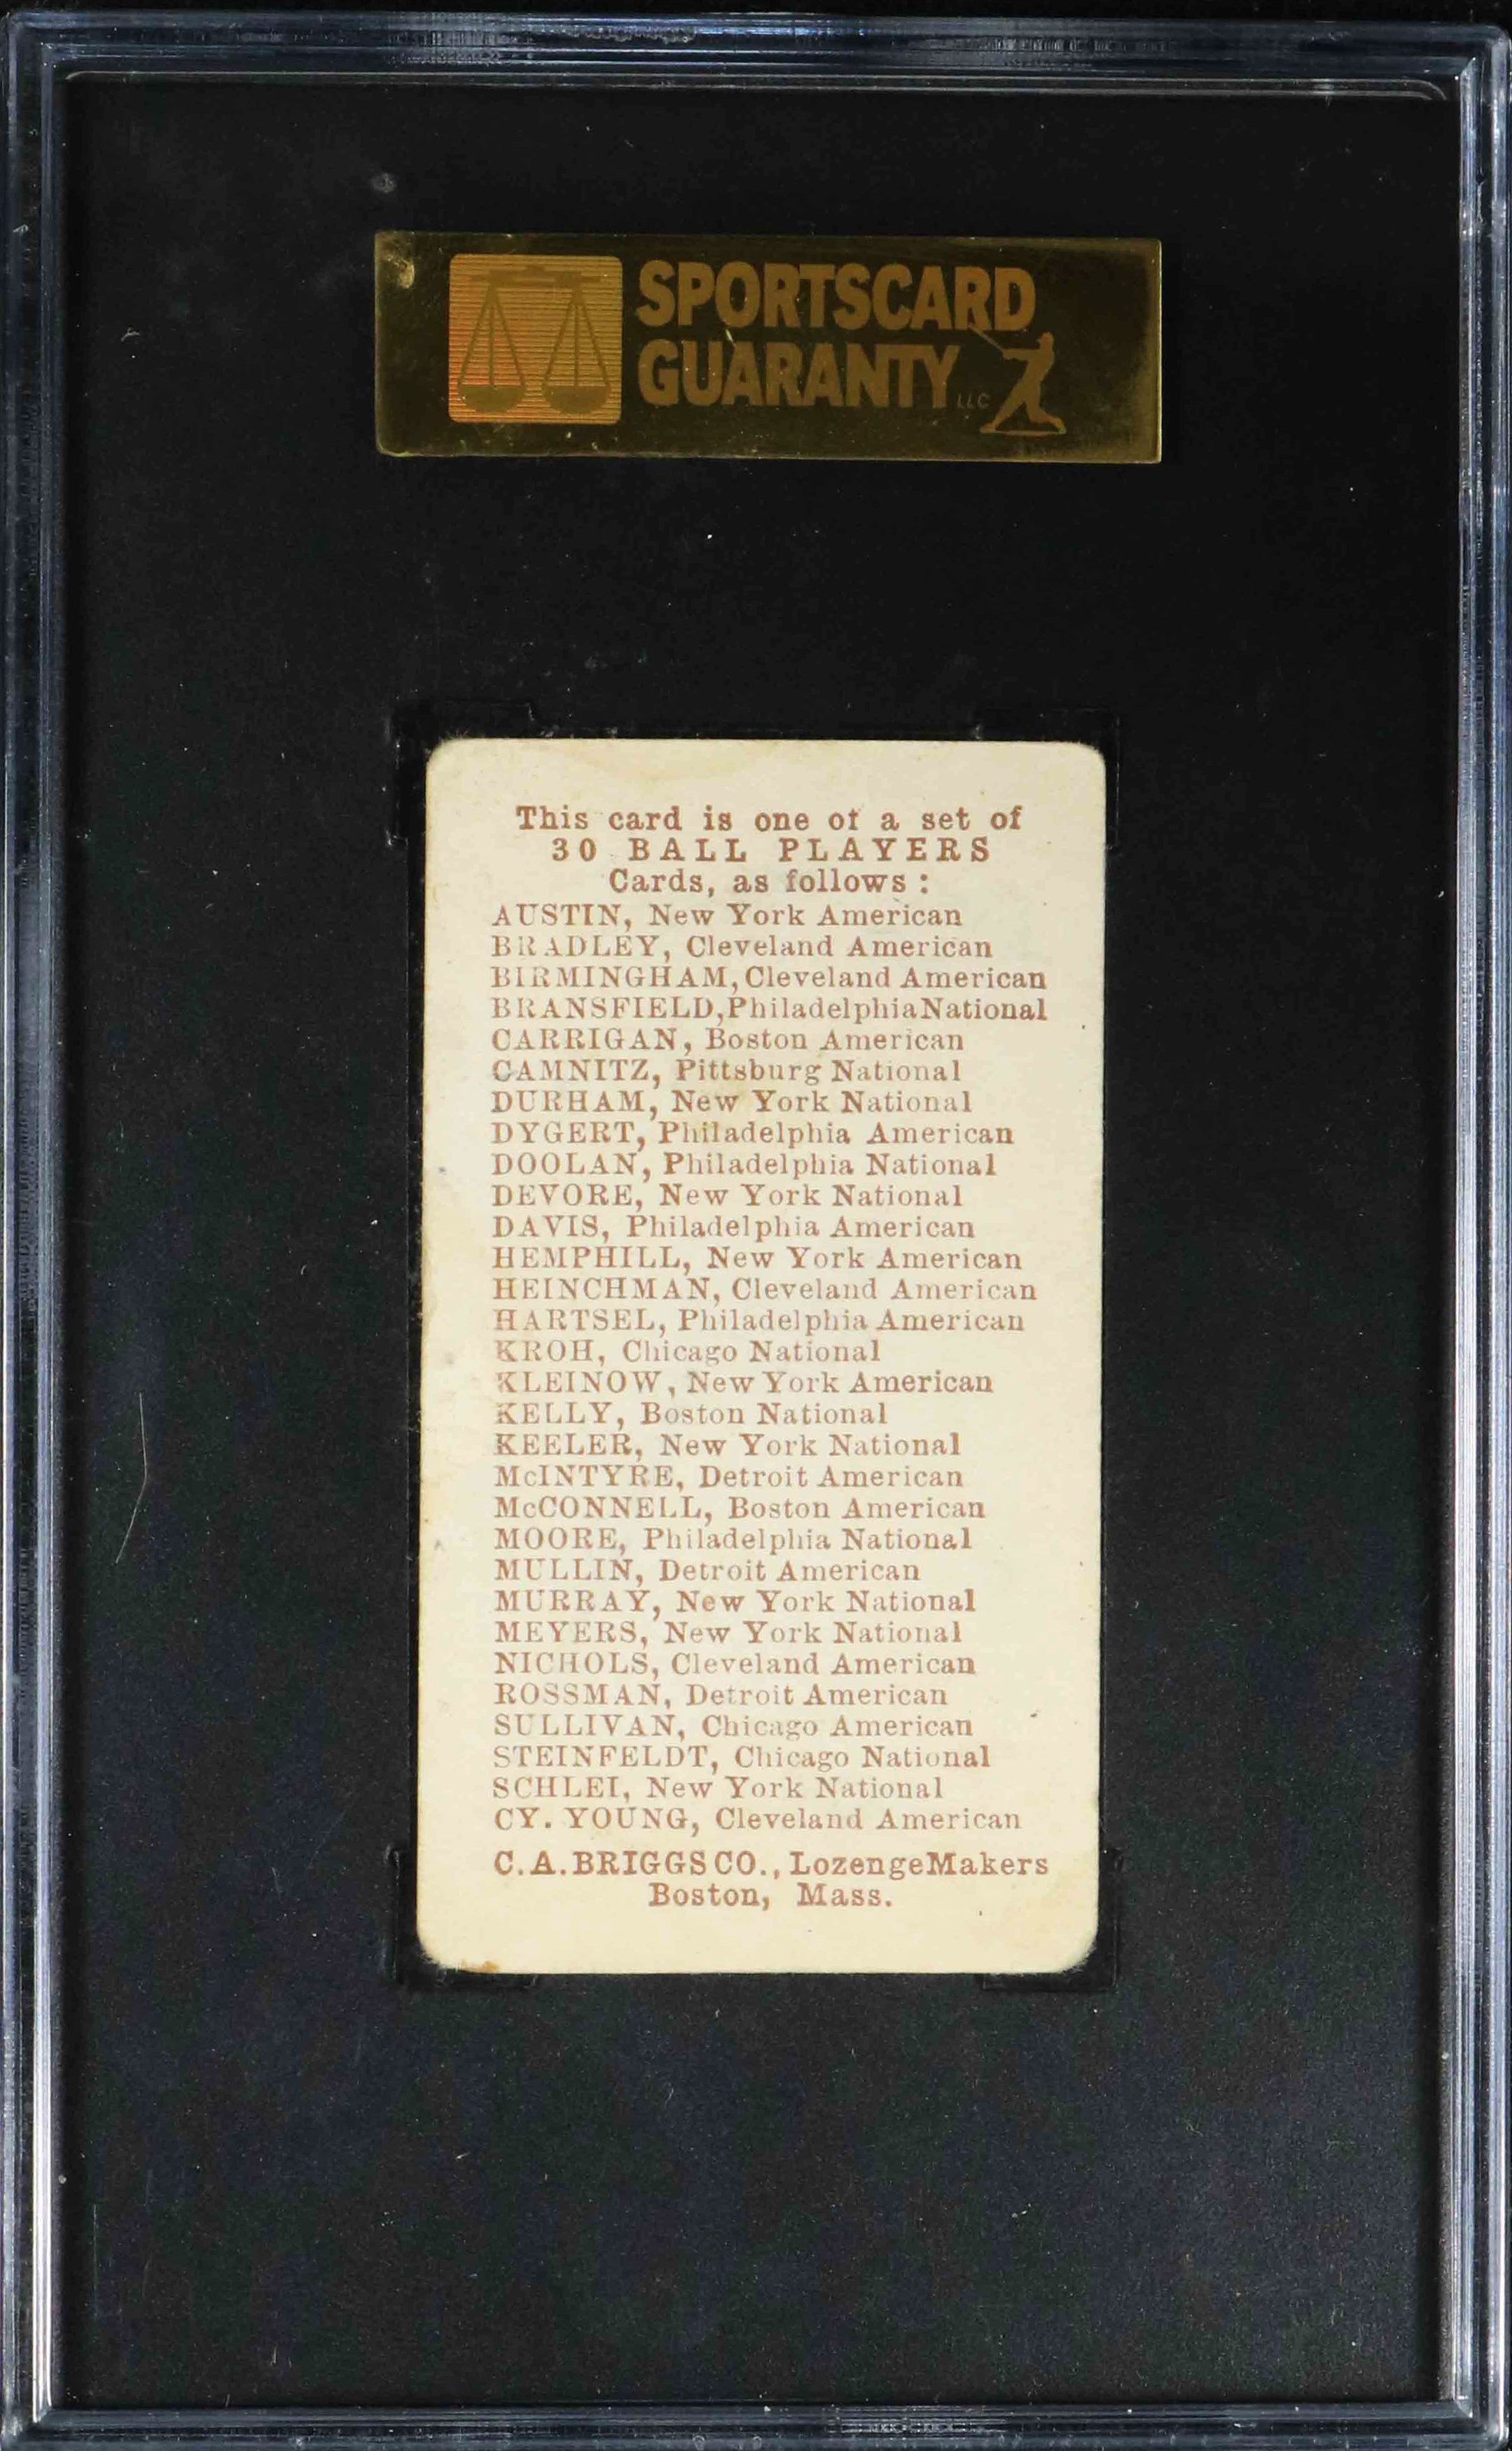 SPORTSCARD
GUARANTY LLC
This card is one of a set of
30 BALL PLAYERS
Cards, as follows :
AUSTIN, New York American
BRADLEY, Cleveland American
BIRMINGHAM, Cleveland American
BRANSFIELD, Philadelphia National
CARRIGAN, Boston American
CAMNITZ, Pittsburg National
DURHAM, New York National
DYGERT, Philadelphia American
DOOLAN, Philadelphia National
DEVORE, New York National
DAVIS, Philadelphia American
HEMPHILL, New York American
HEINCHMAN, Cleveland American
HARTSEL, Philadelphia American
KROH, Chicago National
KLEINOW, New York American
KELLY, Boston National
KEELER, New York National
McINTYRE, Detroit American
McCONNELL, Boston American
MOORE, Philadelphia National
MULLIN, Detroit American
MURRAY, New York National
MEYERS, New York National
NICHOLS, Cleveland American
ROSSMAN, Detroit American
SULLIVAN, Chicago American
STEINFELDT, Chicago National
SCHLEI, New York National
CY. YOUNG, Cleveland American
C. A. BRIGGS CO., Lozenge Makers
Boston, Mass.